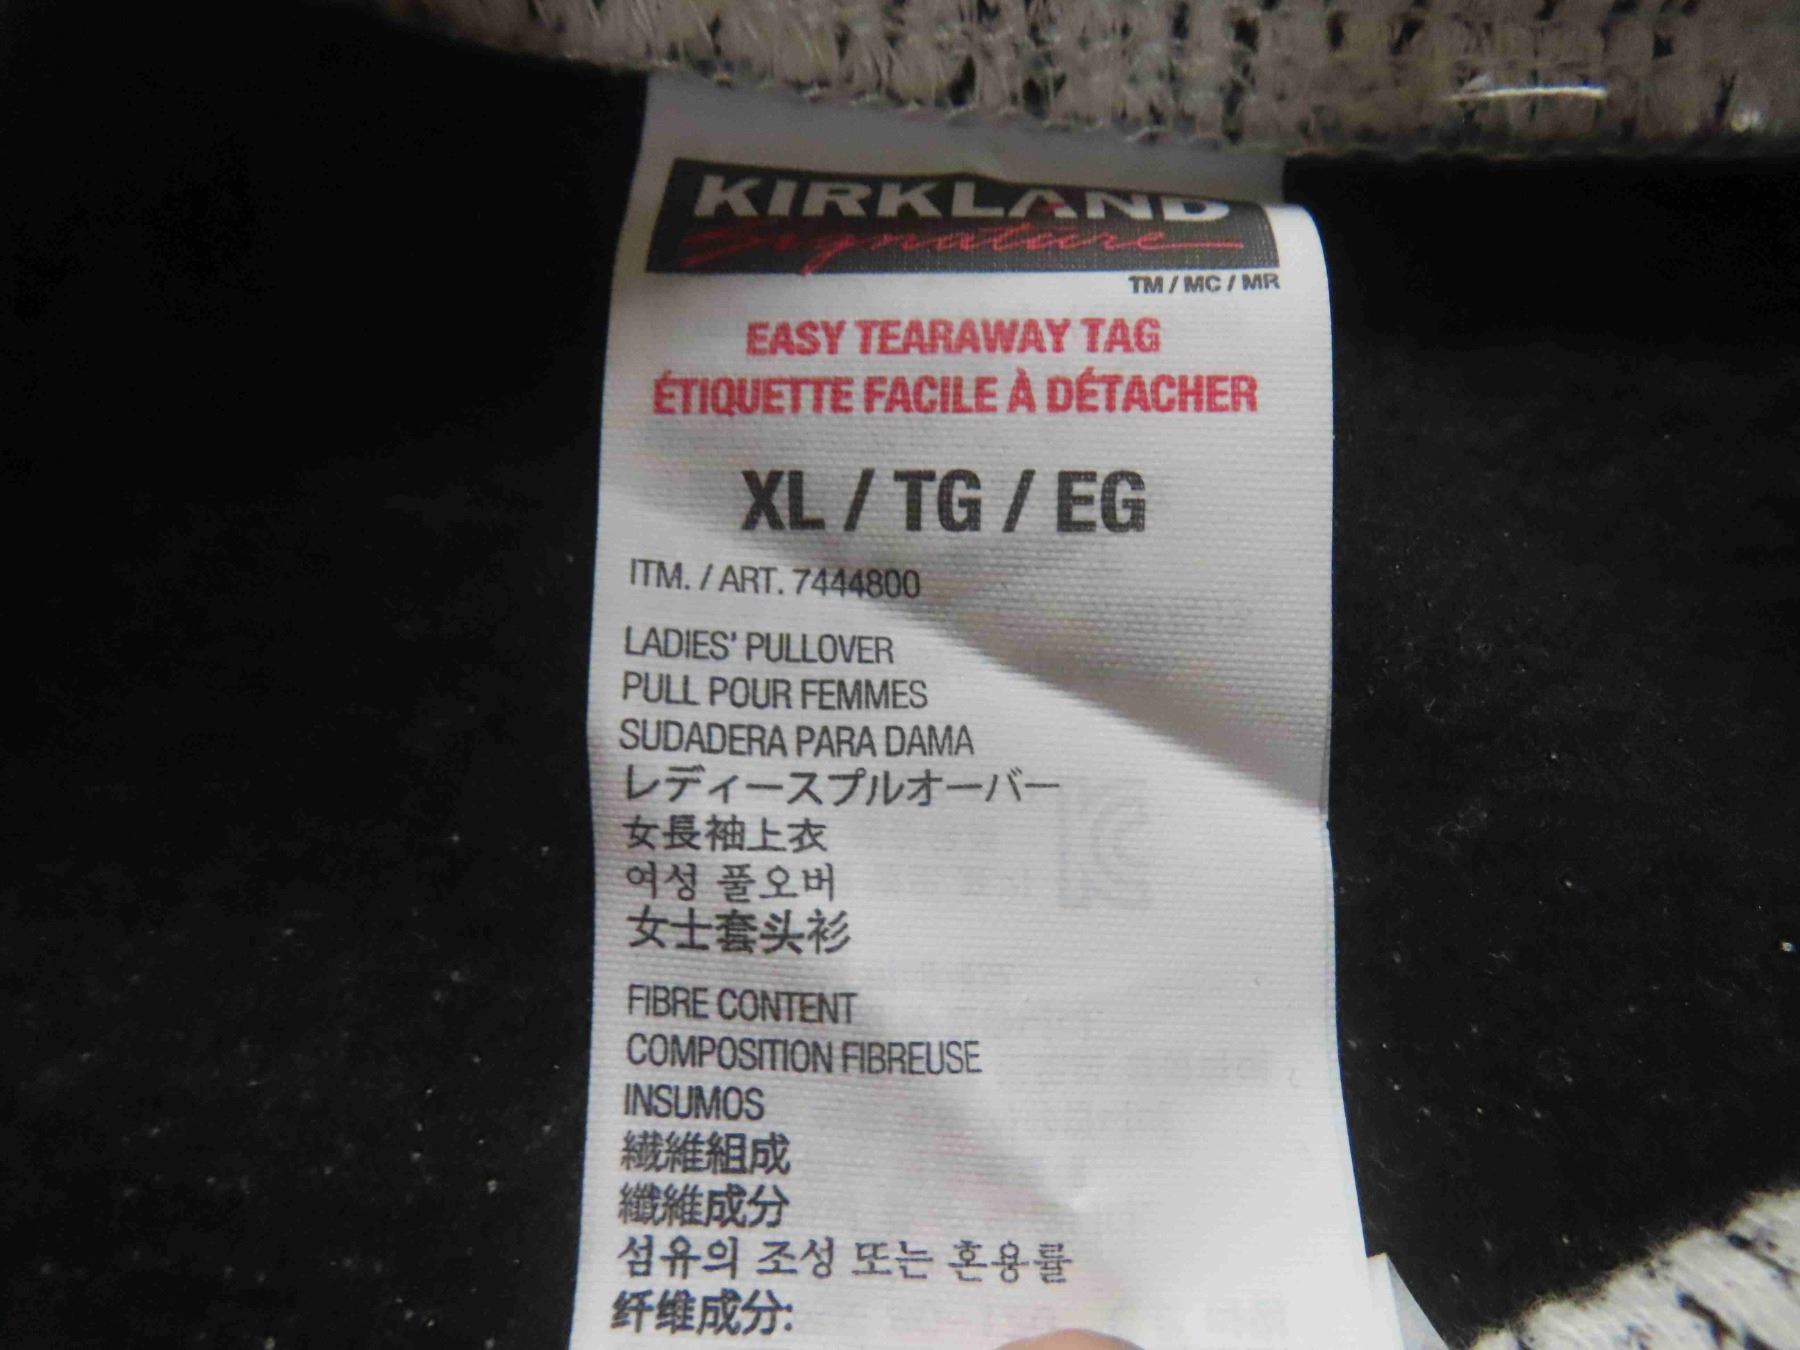 KIRKLAND
Signature
TM / MC / MR
EASY TEARAWAY TAG
ÉTIQUETTE FACILE À DÉTACHER
XL / TG / EG
ITM. / ART. 7444800
LADIES' PULLOVER
PULL POUR FEMMES
SUDADERA PARA DAMA
レディースプルオーバー
女長袖上衣
여성 풀오버
女士套头衫
FIBRE CONTENT
COMPOSITION FIBREUSE
INSUMOS
繊維組成
纖維成分
섬유의 조성 또는 혼용률
纤维成分: